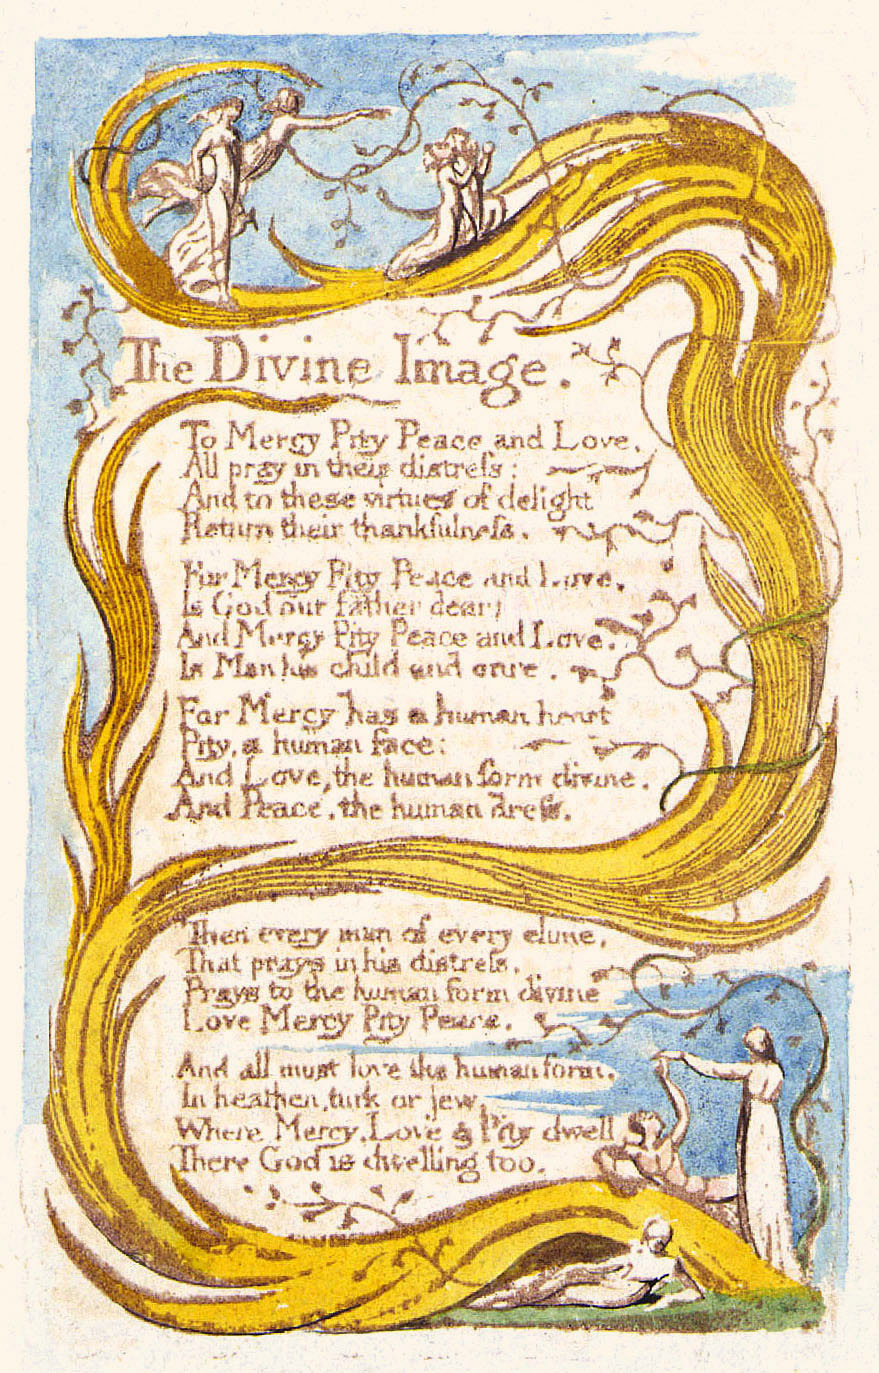 The Divine Image.
To Mercy Pity Peace and Love,
All pray in their distreſs:
And to these virtues of delight
Return their thankfulneſs.
For Mercy Pity Peace and Love,
Is God our father dear:
And Mercy Pity Peace and Love,
Is Man his child and care.
For Mercy has a human heart
Pity, a human face:
And Love, the human form divine,
And Peace, the human dreſs.
Then every man of every clime,
That prays in his distreſs,
Prays to the human form divine
Love Mercy Pity Peace.
And all must love the human form,
In heathen, turk or jew.
Where Mercy, Love & Pity dwell
There God is dwelling too.